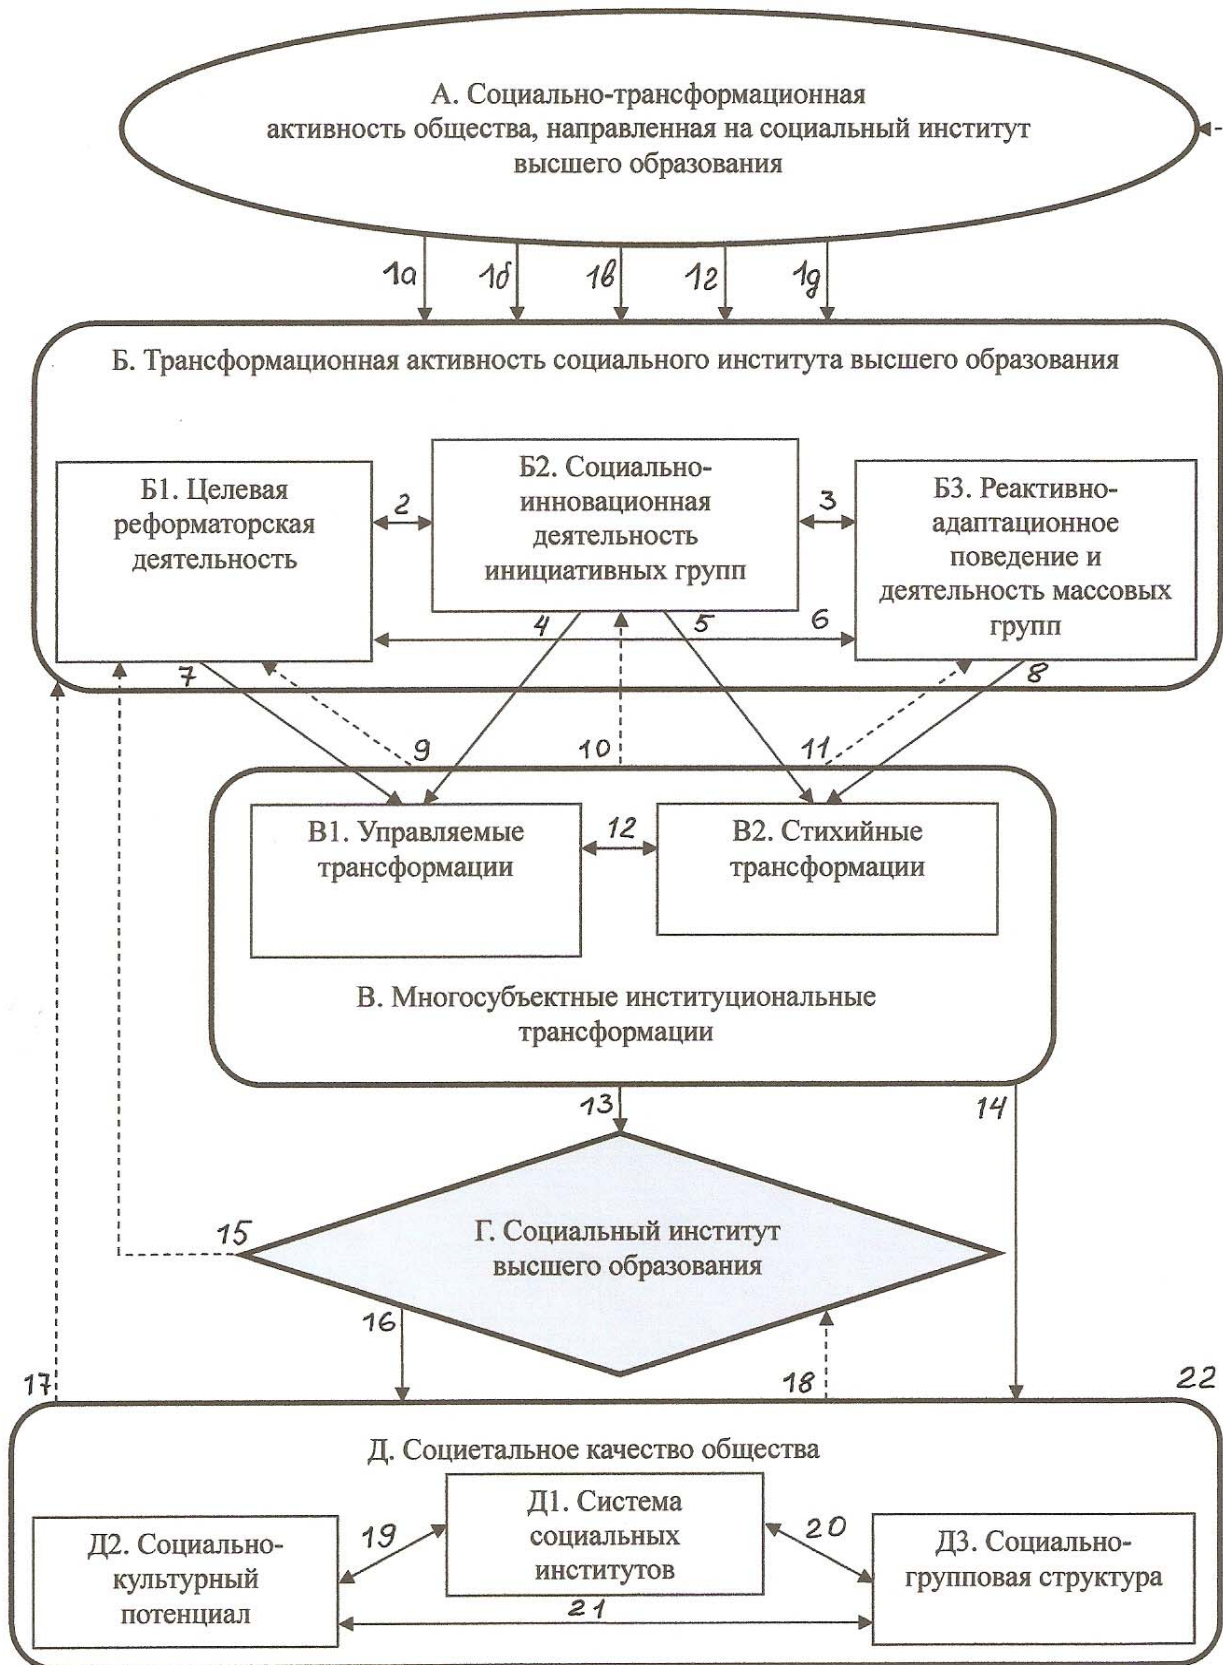 А. Социально-трансформационная
активность общества, направленная на социальный институт
высшего образования
1а 1б 1в 1г 1д
Б. Трансформационная активность социального института высшего образования
Б1. Целевая
реформаторская
деятельность
2
Б2. Социально-
инновационная
деятельность
инициативных групп
3
Б3. Реактивно-
адаптационное
поведение и
деятельность массовых
групп
4 5 6
7 8
9 10 11
В1. Управляемые
трансформации
12
В2. Стихийные
трансформации
В. Многосубъектные институциональные
трансформации
13 14
15
Г. Социальный институт
высшего образования
16
17 18 22
Д. Социетальное качество общества
Д2. Социально-
культурный
потенциал
19
Д1. Система
социальных
институтов
20
Д3. Социально-
групповая структура
21